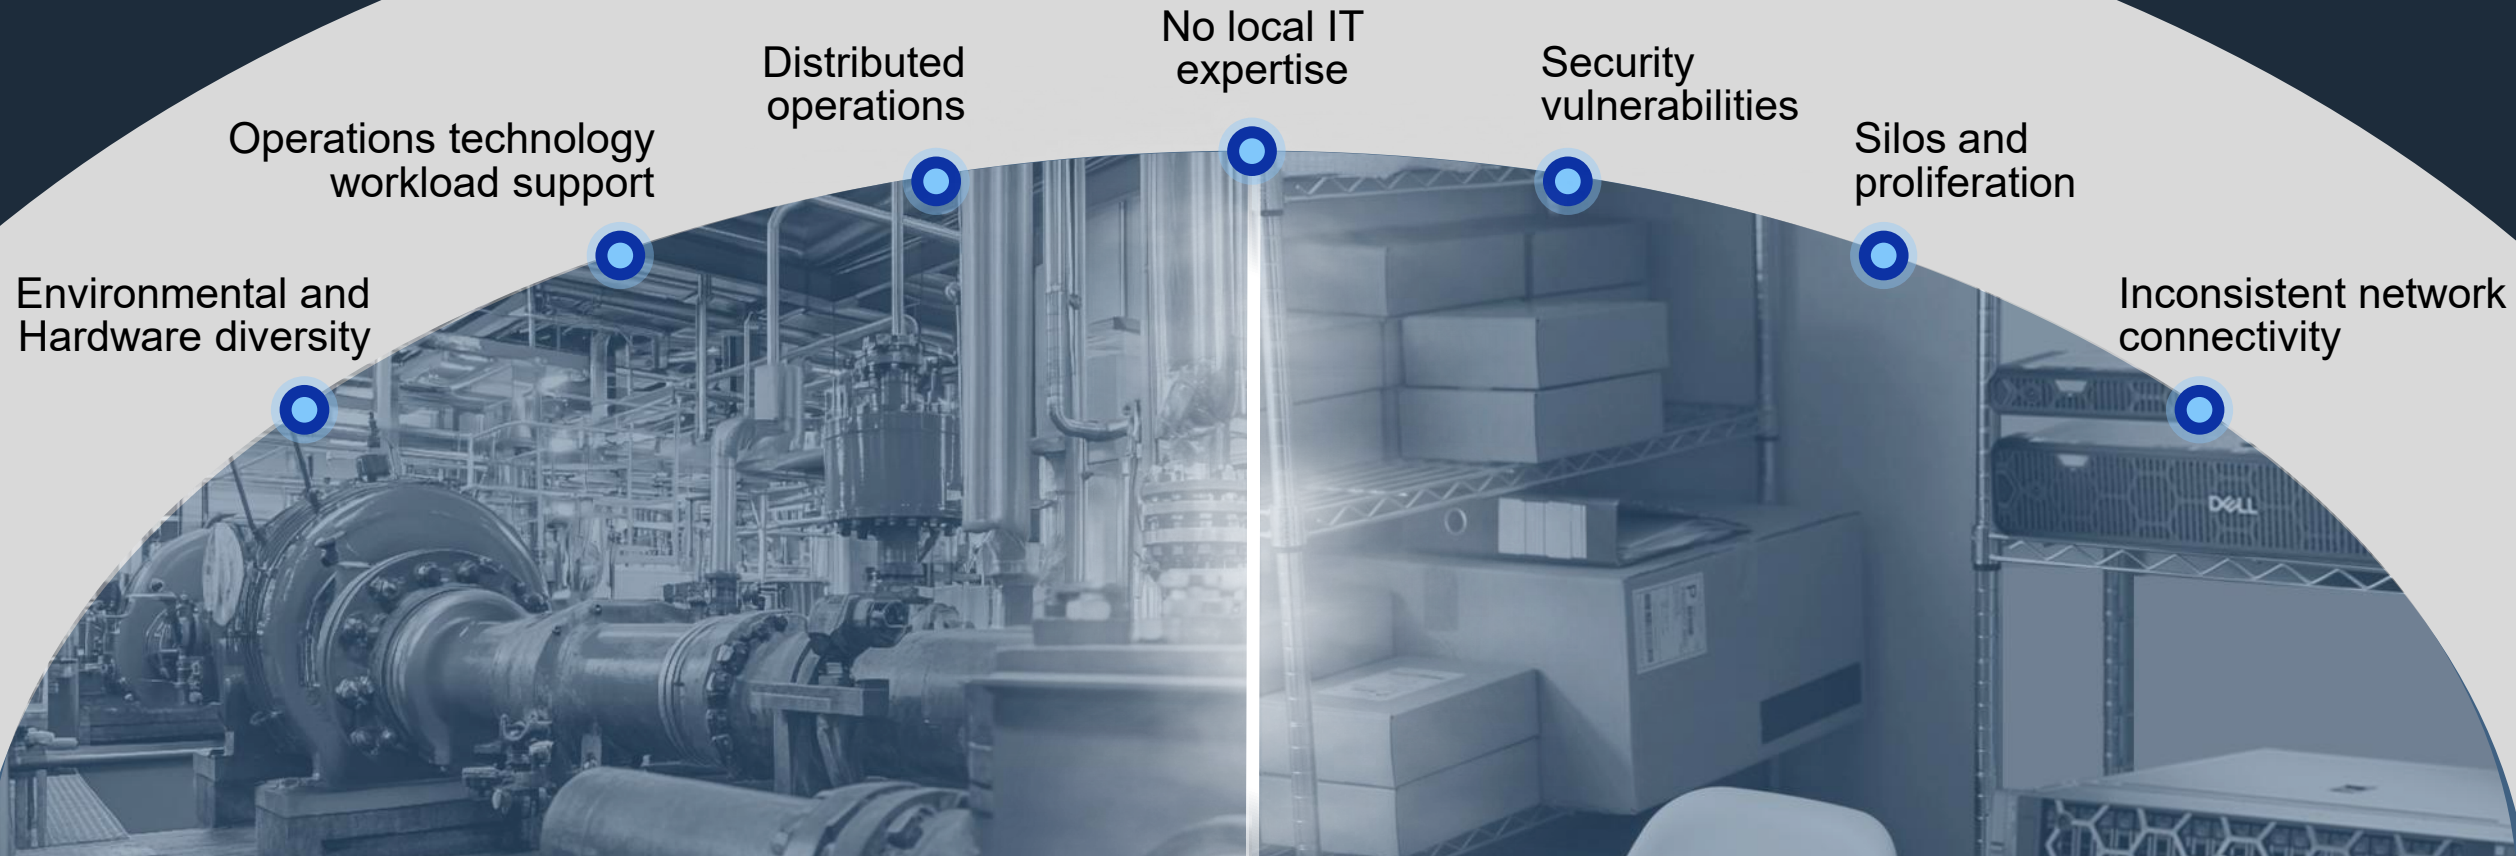 Environmental and
Hardware diversity
Operations technology
workload support
Distributed
operations
No local IT
expertise
Security
vulnerabilities
Silos and
proliferation
Inconsistent network
connectivity
DELL